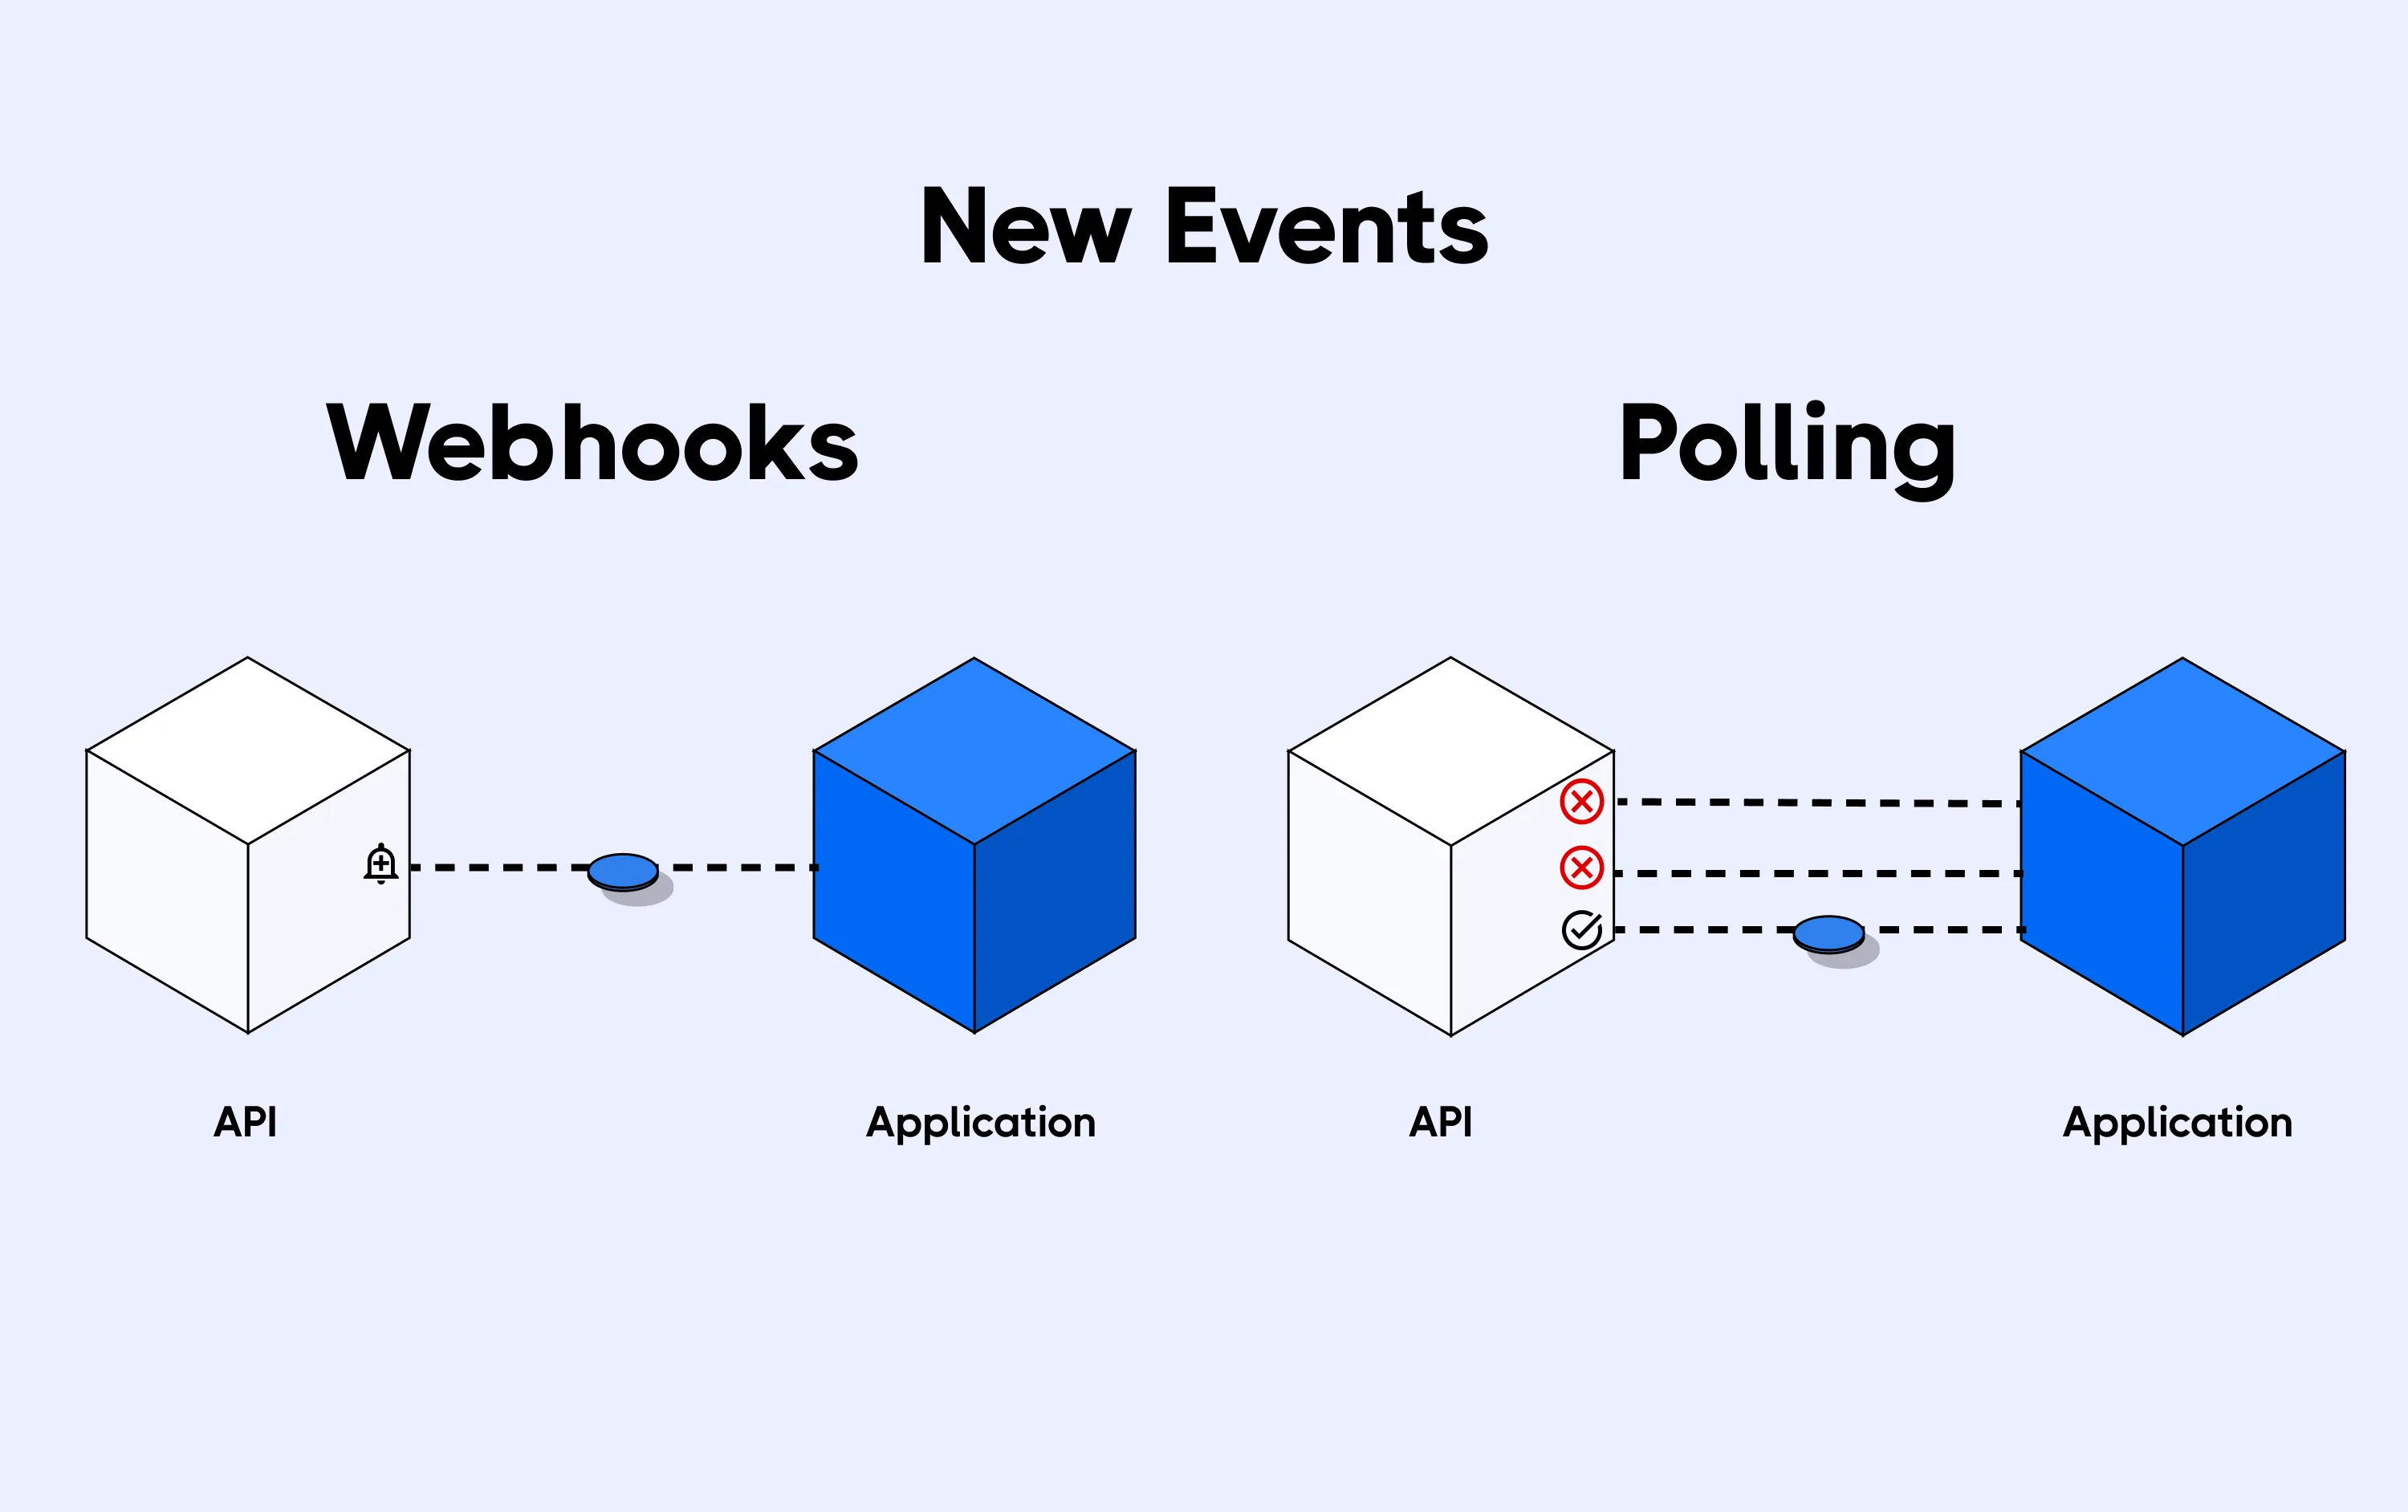 New Events
Webhooks
Polling
API
Application
API
Application